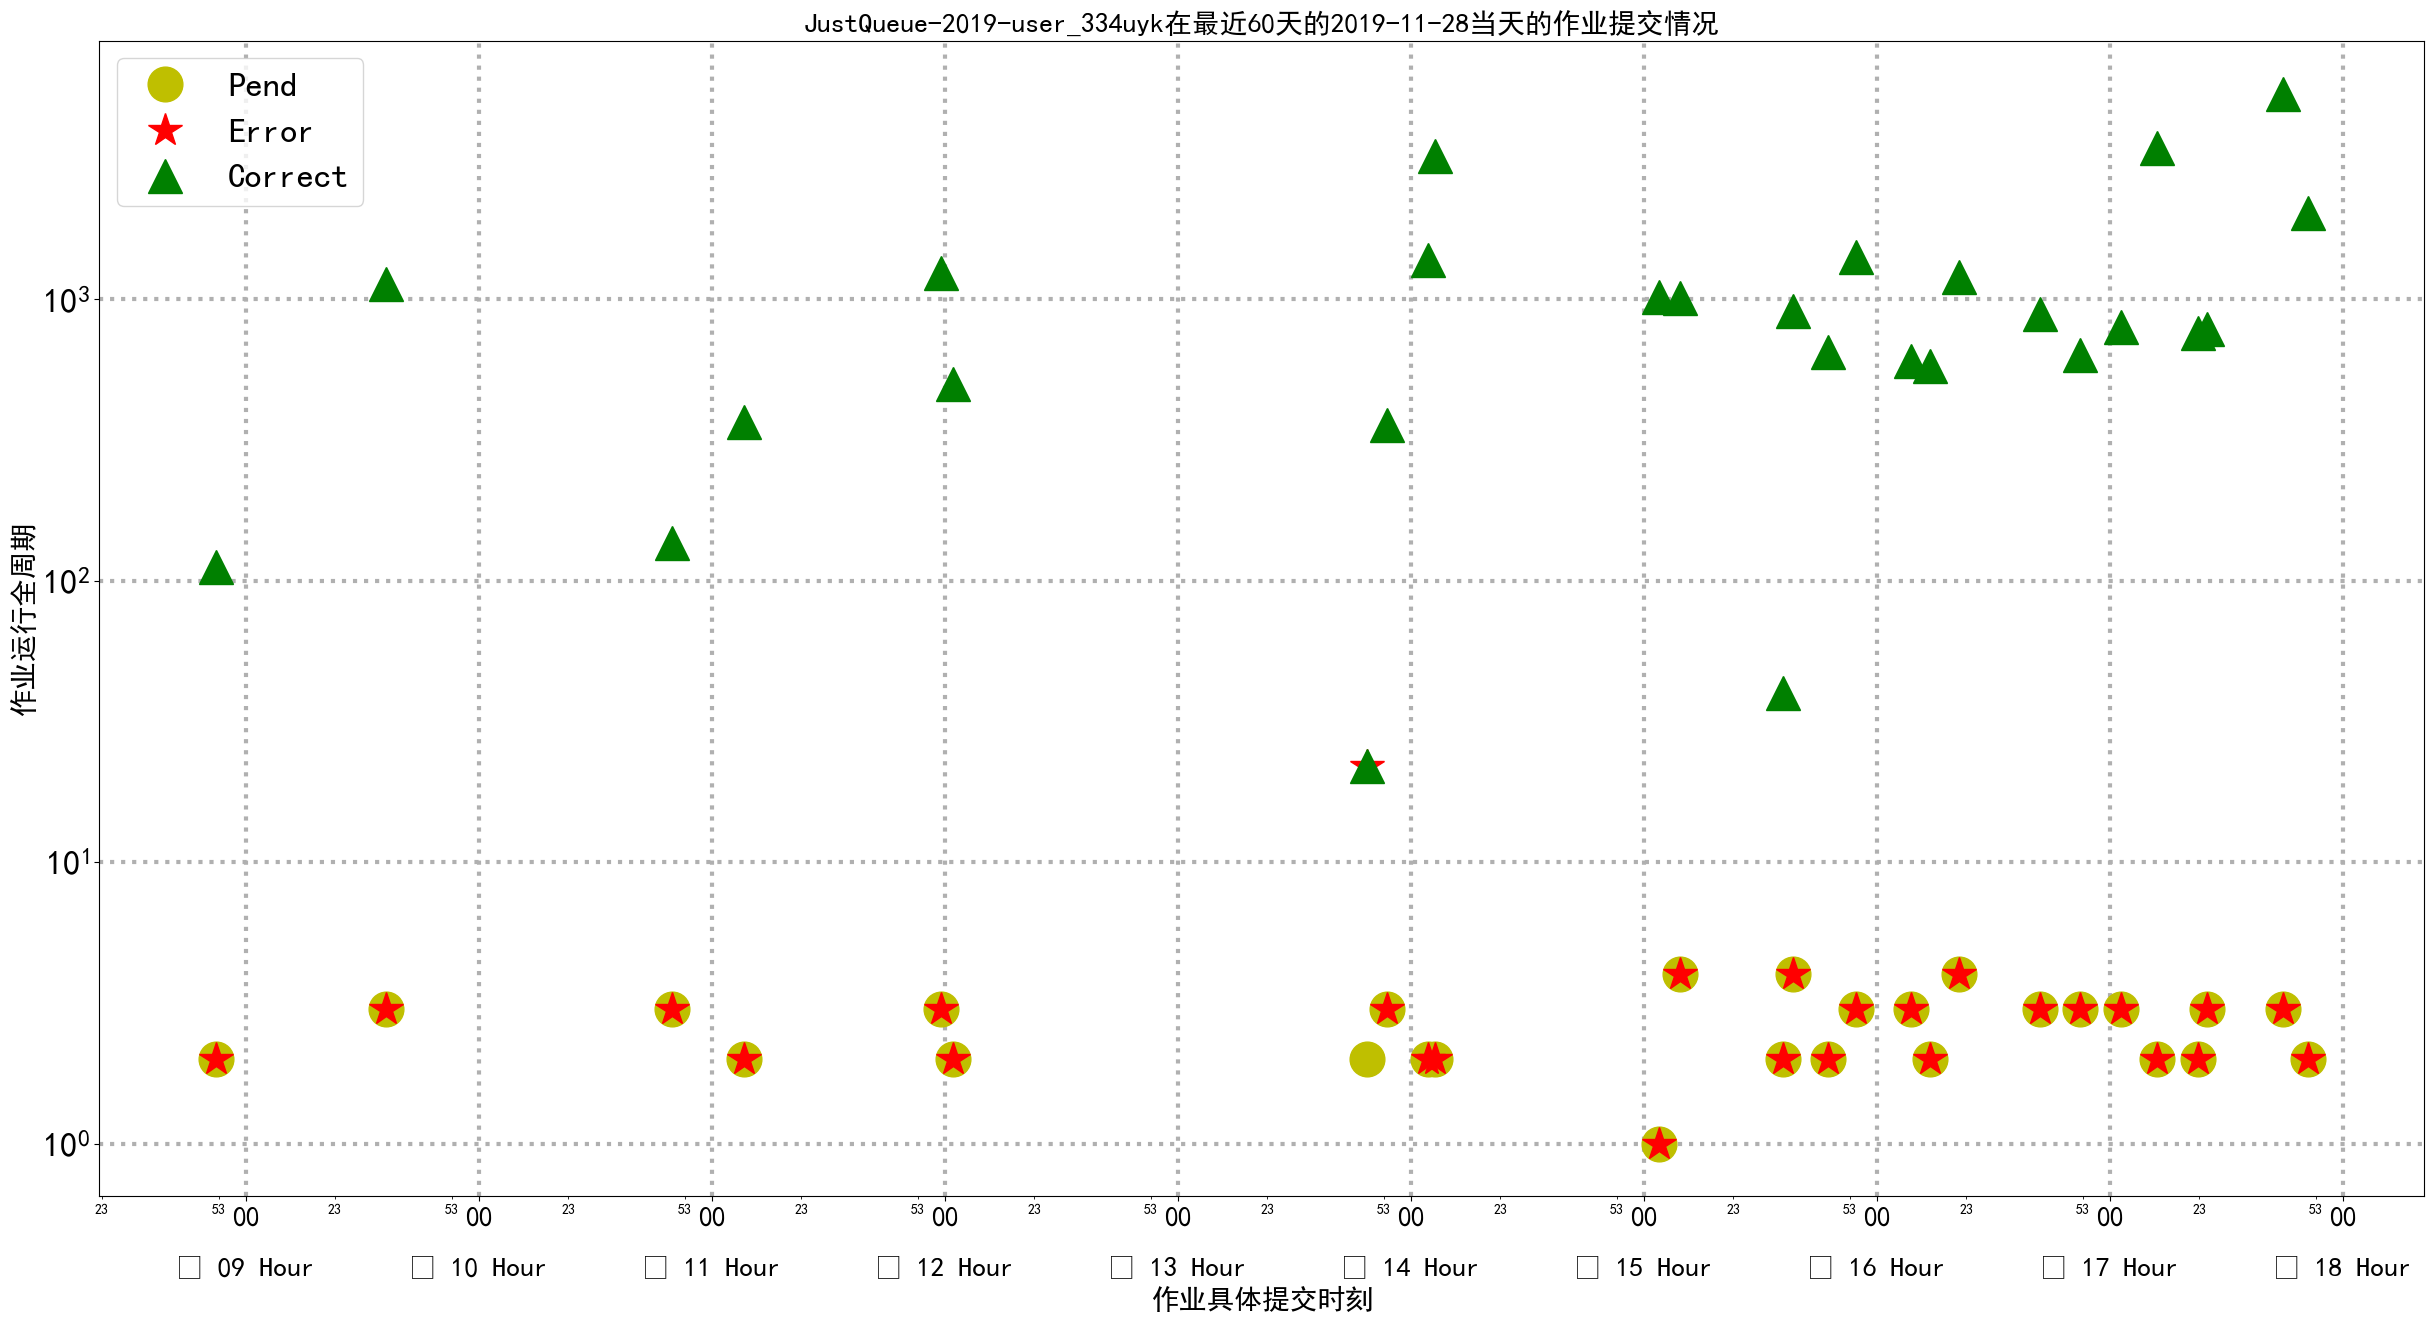 JustQueue-2019-user_334uyk在最近60天的2019-11-28当天的作业提交情况
Pend
Error
Correct
作业运行全周期
10³
10²
10¹
10⁰
23 53 00 23 53 00 23 53 00 23 53 00 23 53 00 23 53 00 23 53 00 23 53 00 23 53 00 23 53 00
□ 09 Hour □ 10 Hour □ 11 Hour □ 12 Hour □ 13 Hour □ 14 Hour □ 15 Hour □ 16 Hour □ 17 Hour □ 18 Hour
作业具体提交时刻